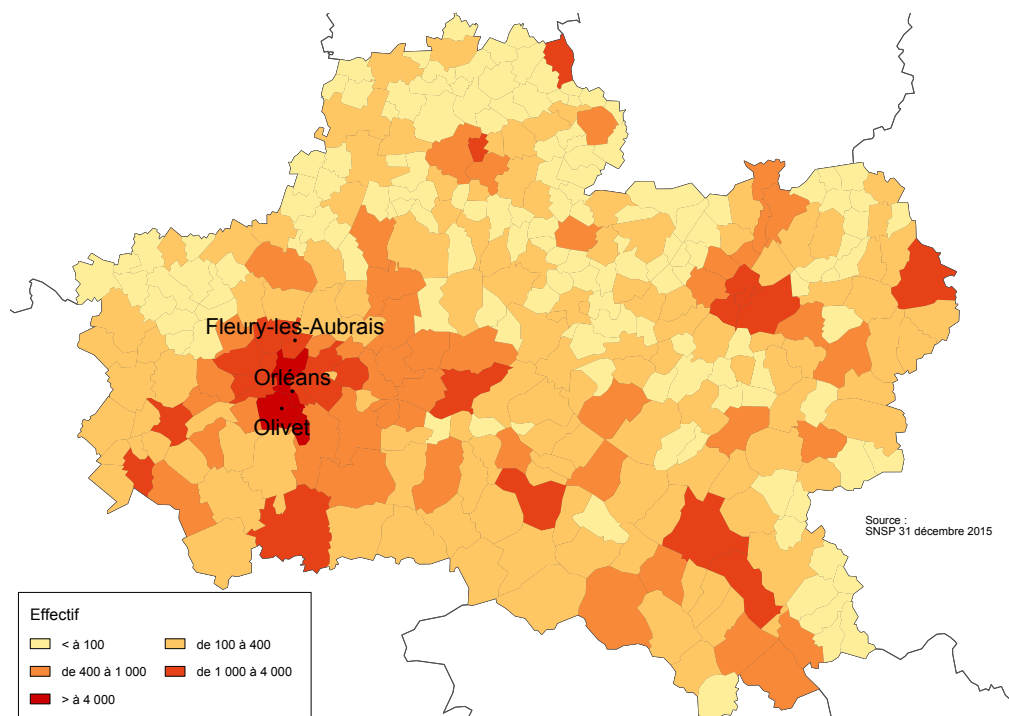 Fleury-les-Aubrais
Orléans
Olivet
Source :
SNSP 31 décembre 2015
Effectif
< à 100
de 100 à 400
de 400 à 1 000
de 1 000 à 4 000
> à 4 000